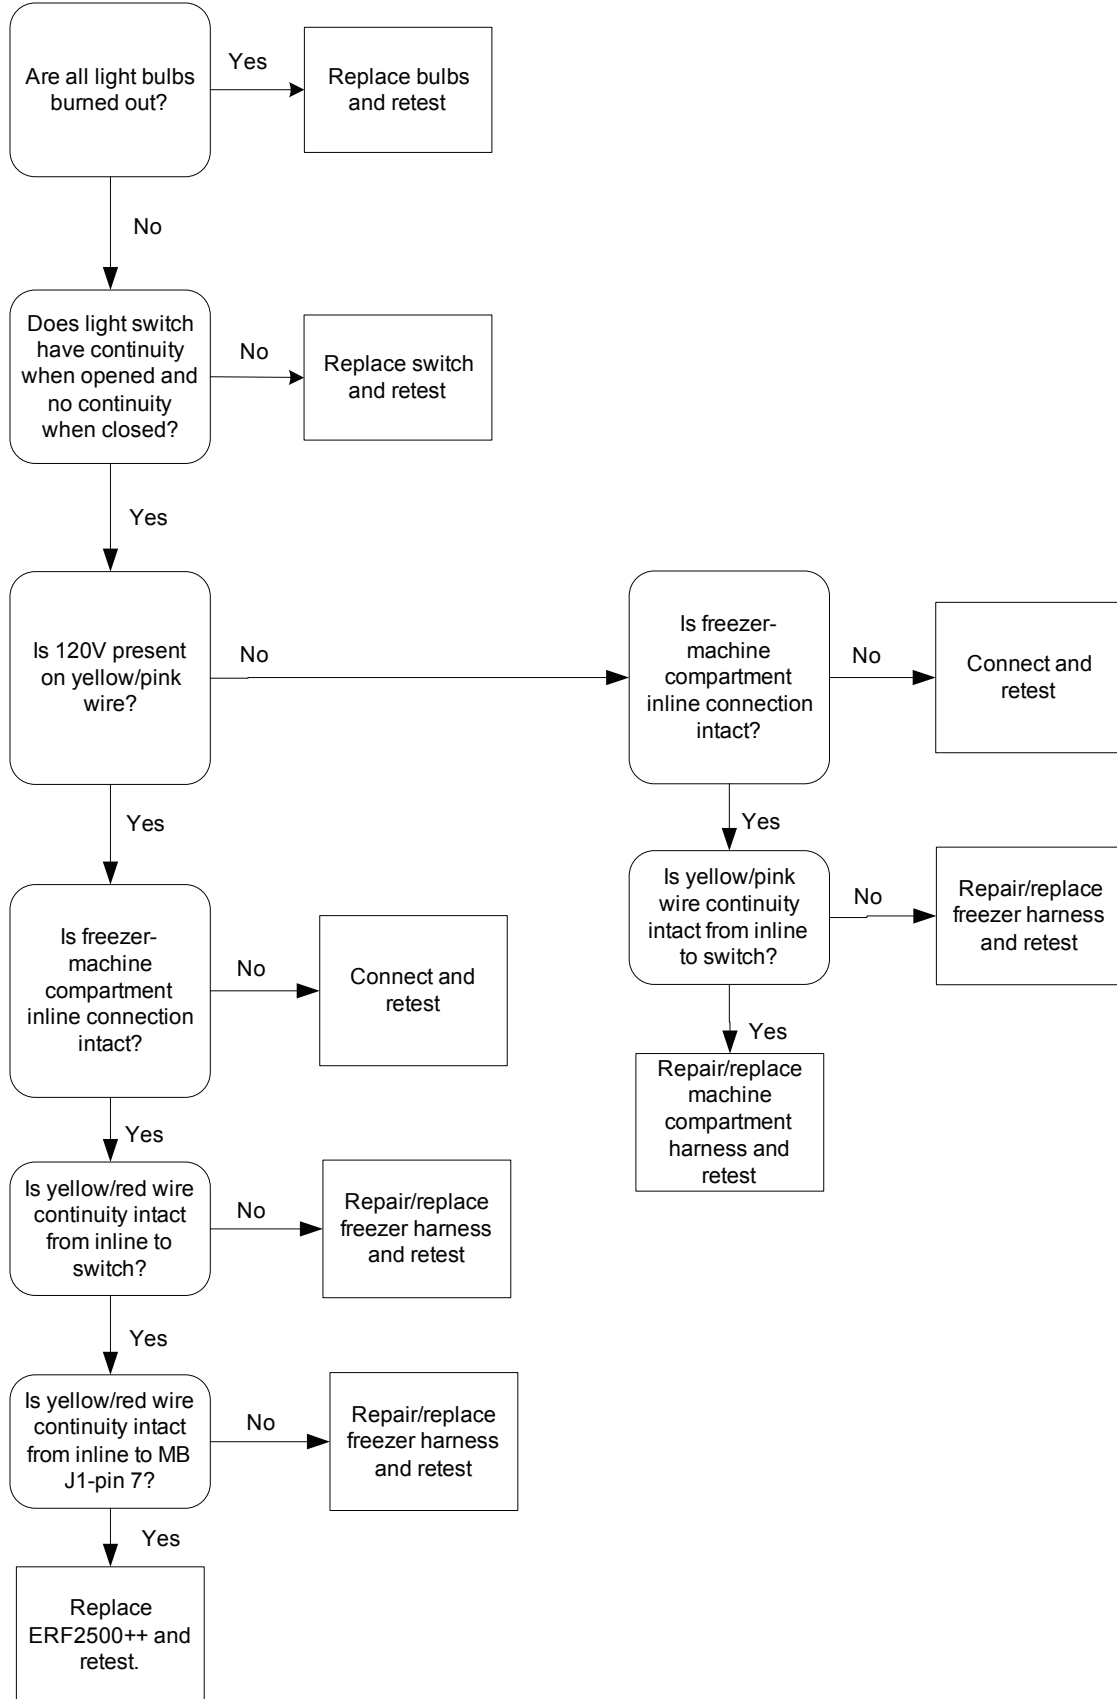 Are all light bulbs
burned out?
Yes
Replace bulbs
and retest
No
Does light switch
have continuity
when opened and
no continuity
when closed?
No
Replace switch
and retest
Yes
Is 120V present
on yellow/pink
wire?
No
Is freezer-
machine
compartment
inline connection
intact?
No
Connect and
retest
Yes
Is yellow/pink
wire continuity
intact from inline
to switch?
No
Repair/replace
freezer harness
and retest
Yes
Repair/replace
machine
compartment
harness and
retest
Yes
Is freezer-
machine
compartment
inline connection
intact?
No
Connect and
retest
Yes
Is yellow/red wire
continuity intact
from inline to
switch?
No
Repair/replace
freezer harness
and retest
Yes
Is yellow/red wire
continuity intact
from inline to MB
J1-pin 7?
No
Repair/replace
freezer harness
and retest
Yes
Replace
ERF2500++ and
retest.